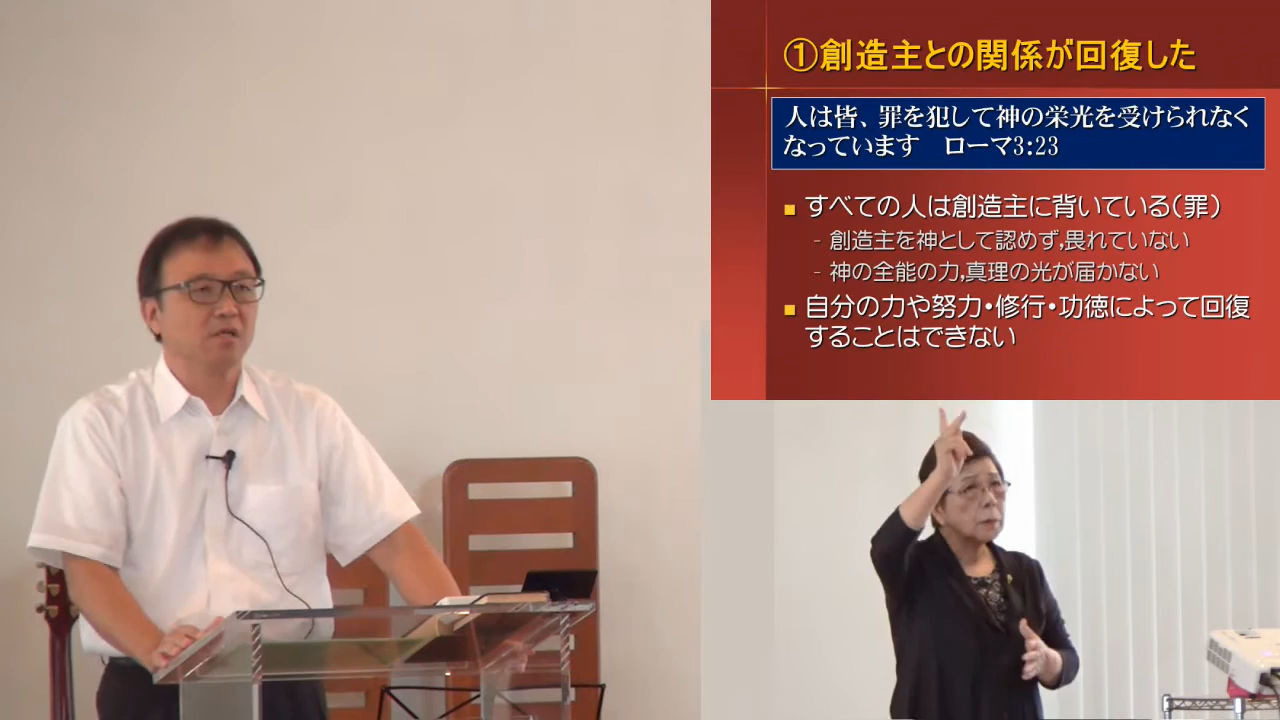 ①創造主との関係が回復した
人は皆、罪を犯して神の栄光を受けられなく
なっています　ローマ3:23
■ すべての人は創造主に背いている(罪)
- 創造主を神として認めず,畏れていない
- 神の全能の力,真理の光が届かない
■ 自分の力や努力・修行・功徳によって回復
することはできない